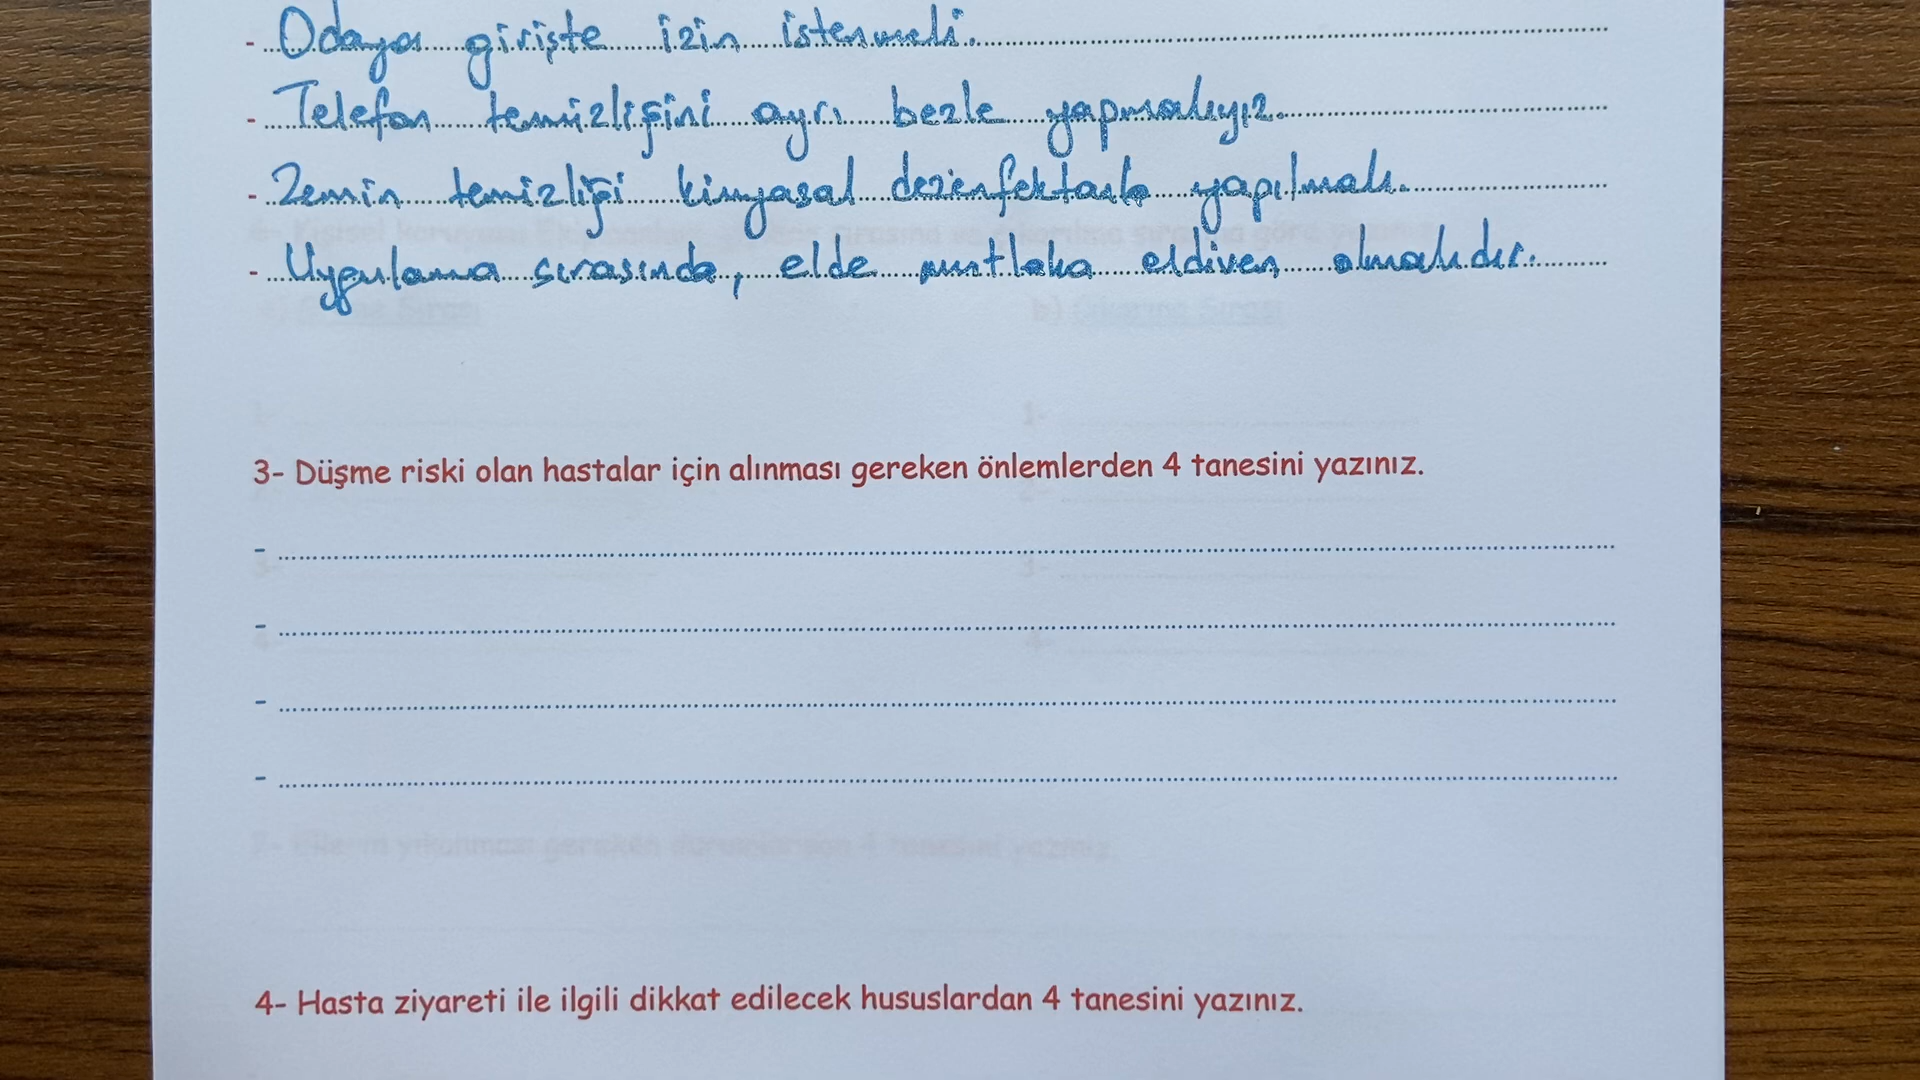 - Odaya girişte izin istenmeli.
- Telefon temizliğini ayrı bezle yapmalıyız.
- Zemin temizliği kimyasal dezenfektanla yapılmalı.
- Uygulama sırasında, elde mutlaka eldiven olmalıdır.
3- Düşme riski olan hastalar için alınması gereken önlemlerden 4 tanesini yazınız.
-
-
-
-
4- Hasta ziyareti ile ilgili dikkat edilecek hususlardan 4 tanesini yazınız.